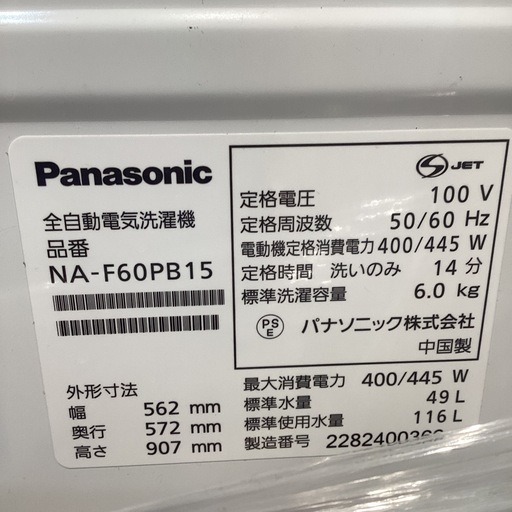 Panasonic
全自動電気洗濯機
品番
NA-F60PB15
外形寸法
幅 562 mm
奥行 572 mm
高さ 907 mm
S JET
定格電圧 100 V
定格周波数 50/60 Hz
電動機定格消費電力 400/445 W
定格時間 洗いのみ 14 分
標準洗濯容量 6.0 kg
PS E パナソニック株式会社
中国製
最大消費電力 400/445 W
標準水量 49 L
標準使用水量 116 L
製造番号